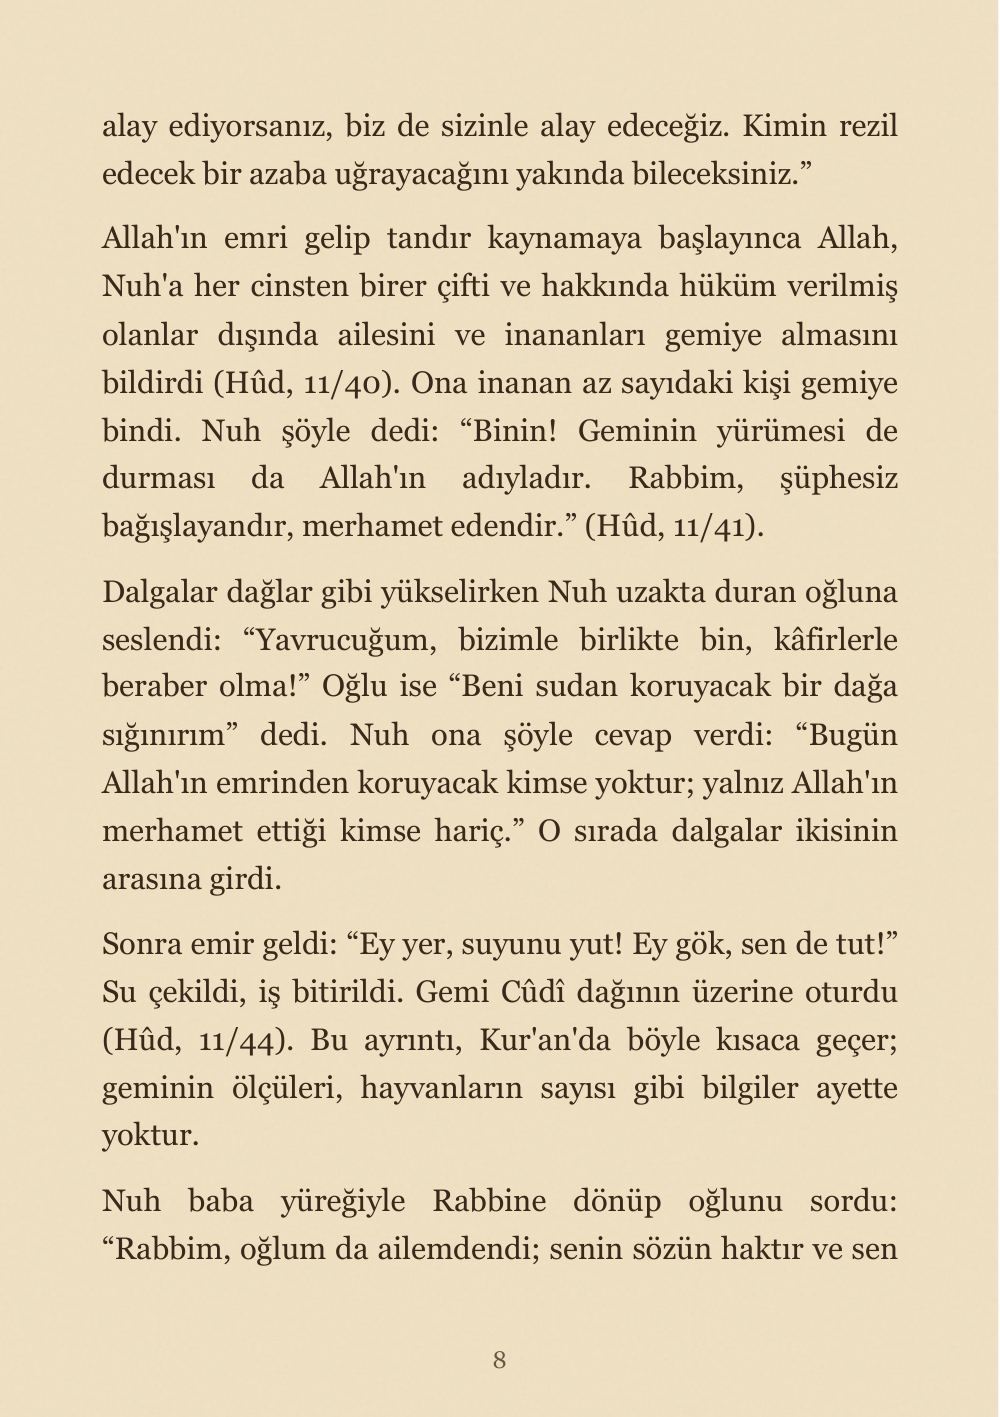 alay ediyorsanız, biz de sizinle alay edeceğiz. Kimin rezil
edecek bir azaba uğrayacağını yakında bileceksiniz.”
Allah'ın emri gelip tandır kaynamaya başlayınca Allah,
Nuh'a her cinsten birer çifti ve hakkında hüküm verilmiş
olanlar dışında ailesini ve inananları gemiye almasını
bildirdi (Hûd, 11/40). Ona inanan az sayıdaki kişi gemiye
bindi. Nuh şöyle dedi: “Binin! Geminin yürümesi de
durması da Allah'ın adıyladır. Rabbim, şüphesiz
bağışlayandır, merhamet edendir.” (Hûd, 11/41).
Dalgalar dağlar gibi yükselirken Nuh uzakta duran oğluna
seslendi: “Yavrucuğum, bizimle birlikte bin, kâfirlerle
beraber olma!” Oğlu ise “Beni sudan koruyacak bir dağa
sığınırım” dedi. Nuh ona şöyle cevap verdi: “Bugün
Allah'ın emrinden koruyacak kimse yoktur; yalnız Allah'ın
merhamet ettiği kimse hariç.” O sırada dalgalar ikisinin
arasına girdi.
Sonra emir geldi: “Ey yer, suyunu yut! Ey gök, sen de tut!”
Su çekildi, iş bitirildi. Gemi Cûdî dağının üzerine oturdu
(Hûd, 11/44). Bu ayrıntı, Kur'an'da böyle kısaca geçer;
geminin ölçüleri, hayvanların sayısı gibi bilgiler ayette
yoktur.
Nuh baba yüreğiyle Rabbine dönüp oğlunu sordu:
“Rabbim, oğlum da ailemdendi; senin sözün haktır ve sen
8